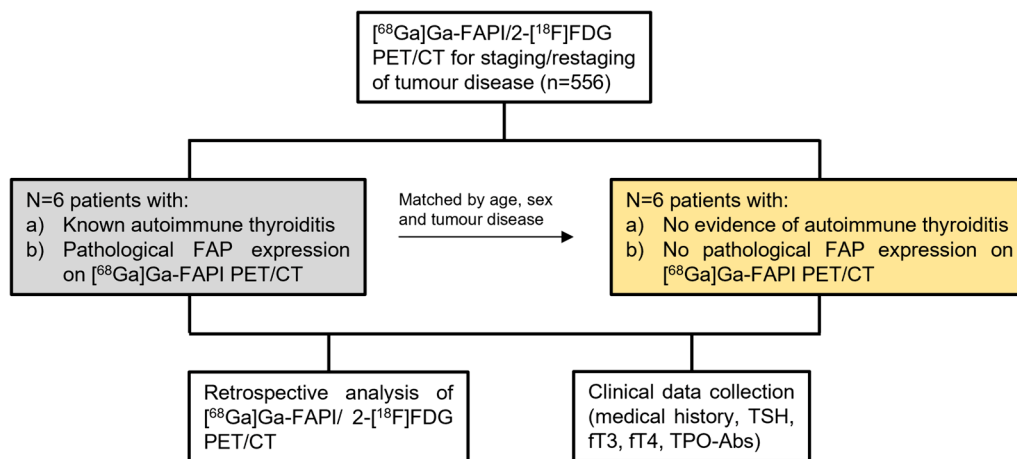 [⁶⁸Ga]Ga-FAPI/2-[¹⁸F]FDG
PET/CT for staging/restaging
of tumour disease (n=556)
N=6 patients with:
a) Known autoimmune thyroiditis
b) Pathological FAP expression
on [⁶⁸Ga]Ga-FAPI PET/CT
Matched by age, sex
and tumour disease
N=6 patients with:
a) No evidence of autoimmune thyroiditis
b) No pathological FAP expression on
[⁶⁸Ga]Ga-FAPI PET/CT
Retrospective analysis of
[⁶⁸Ga]Ga-FAPI/ 2-[¹⁸F]FDG
PET/CT
Clinical data collection
(medical history, TSH,
fT3, fT4, TPO-Abs)